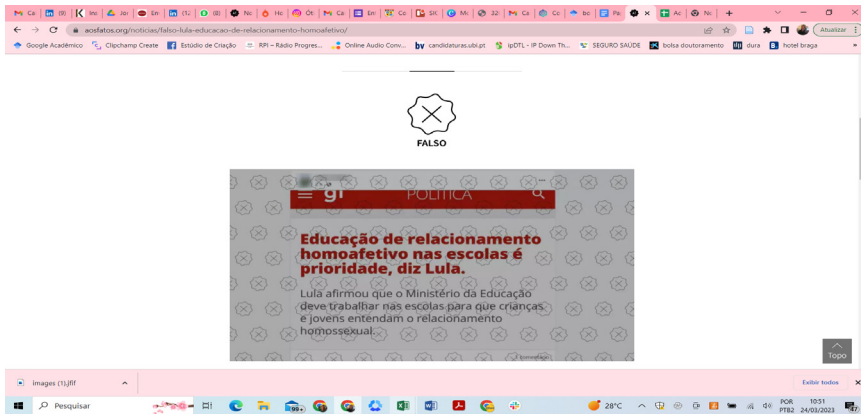 aosfatos.org/noticias/falso-lula-educacao-de-relacionamento-homoafetivo/
Atualizar
Google Acadêmico Clipchamp Create Estúdio de Criação RPI – Rádio Progres... Online Audio Conv... candidaturas.ubi.pt ipDTL - IP Down Th... SEGURO SAÚDE bolsa doutoramento dura hotel braga
FALSO
g1 POLÍTICA
Educação de relacionamento
homoafetivo nas escolas é
prioridade, diz Lula.
Lula afirmou que o Ministério da Educação
deve trabalhar nas escolas para que crianças
e jovens entendam o relacionamento
homossexual.
Topo
images (1).jfif
Exibir todos
Pesquisar
99+
28°C
POR 10:51
PTB2 24/03/2023